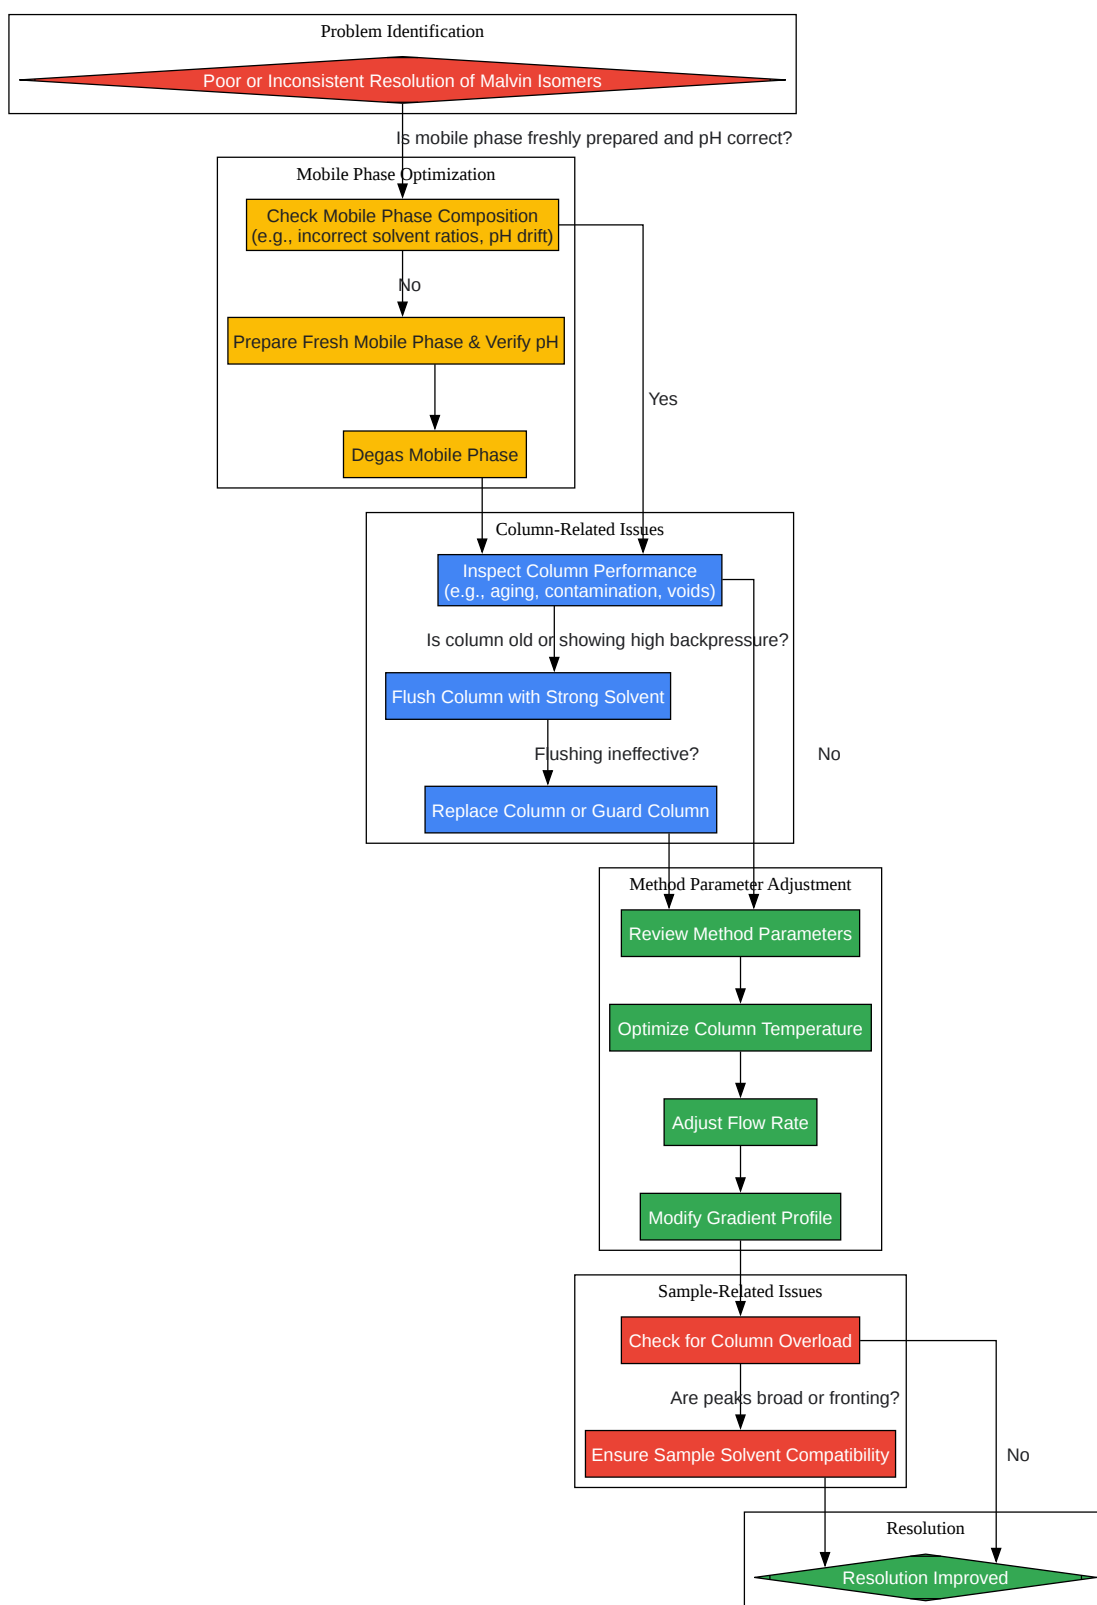 Problem Identification
Poor or Inconsistent Resolution of Malvin Isomers
Is mobile phase freshly prepared and pH correct?
Mobile Phase Optimization
Check Mobile Phase Composition
(e.g., incorrect solvent ratios, pH drift)
No
Prepare Fresh Mobile Phase & Verify pH
Yes
Degas Mobile Phase
Column-Related Issues
Inspect Column Performance
(e.g., aging, contamination, voids)
Is column old or showing high backpressure?
Flush Column with Strong Solvent
Flushing ineffective?
No
Replace Column or Guard Column
Method Parameter Adjustment
Review Method Parameters
Optimize Column Temperature
Adjust Flow Rate
Modify Gradient Profile
Sample-Related Issues
Check for Column Overload
Are peaks broad or fronting?
Ensure Sample Solvent Compatibility
No
Resolution
Resolution Improved